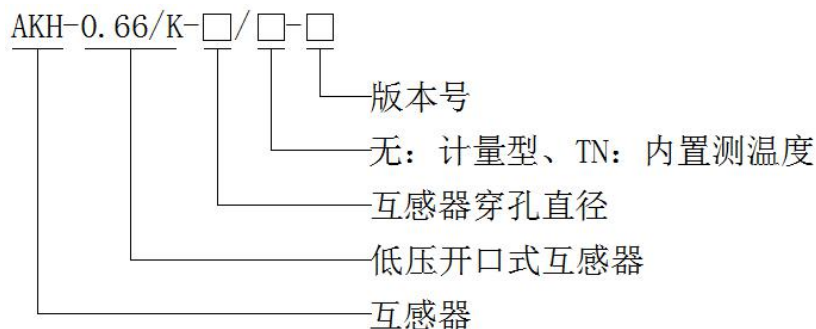 AKH-0.66/K-□/□-□
版本号
无：计量型、TN：内置测温度
互感器穿孔直径
低压开口式互感器
互感器